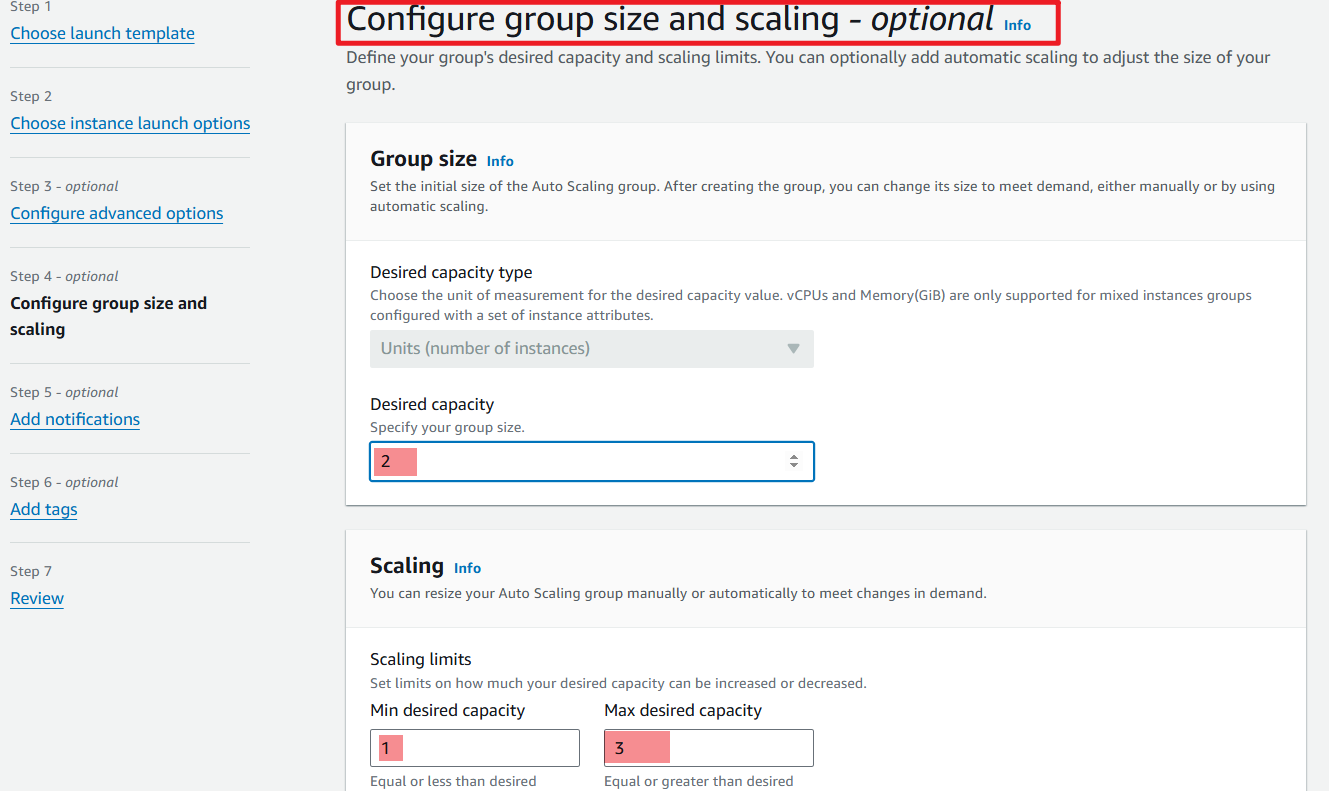 Step 1
Choose launch template
Step 2
Choose instance launch options
Step 3 - optional
Configure advanced options
Step 4 - optional
Configure group size and
scaling
Step 5 - optional
Add notifications
Step 6 - optional
Add tags
Step 7
Review
Configure group size and scaling - optional Info
Define your group's desired capacity and scaling limits. You can optionally add automatic scaling to adjust the size of your
group.
Group size Info
Set the initial size of the Auto Scaling group. After creating the group, you can change its size to meet demand, either manually or by using
automatic scaling.
Desired capacity type
Choose the unit of measurement for the desired capacity value. vCPUs and Memory(GiB) are only supported for mixed instances groups
configured with a set of instance attributes.
Units (number of instances)
Desired capacity
Specify your group size.
2
Scaling Info
You can resize your Auto Scaling group manually or automatically to meet changes in demand.
Scaling limits
Set limits on how much your desired capacity can be increased or decreased.
Min desired capacity Max desired capacity
1 3
Equal or less than desired Equal or greater than desired